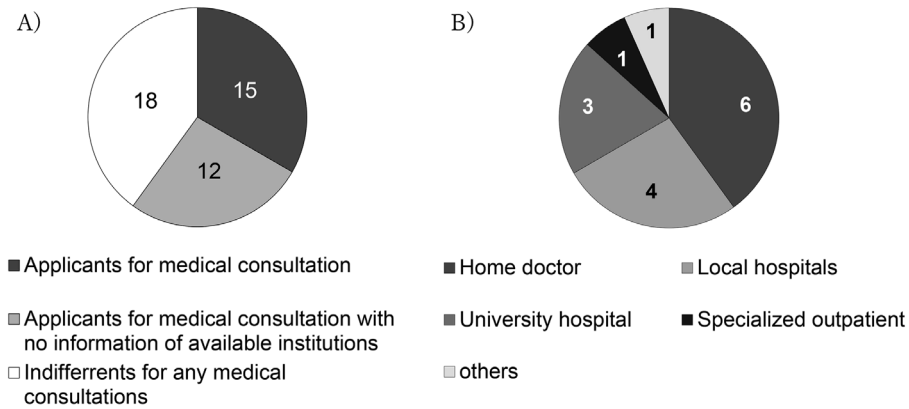 A)
18
15
12
Applicants for medical consultation
Applicants for medical consultation with
no information of available institutions
Indifferrents for any medical
consultations
B)
1
1
3
6
4
Home doctor
Local hospitals
University hospital
Specialized outpatient
others